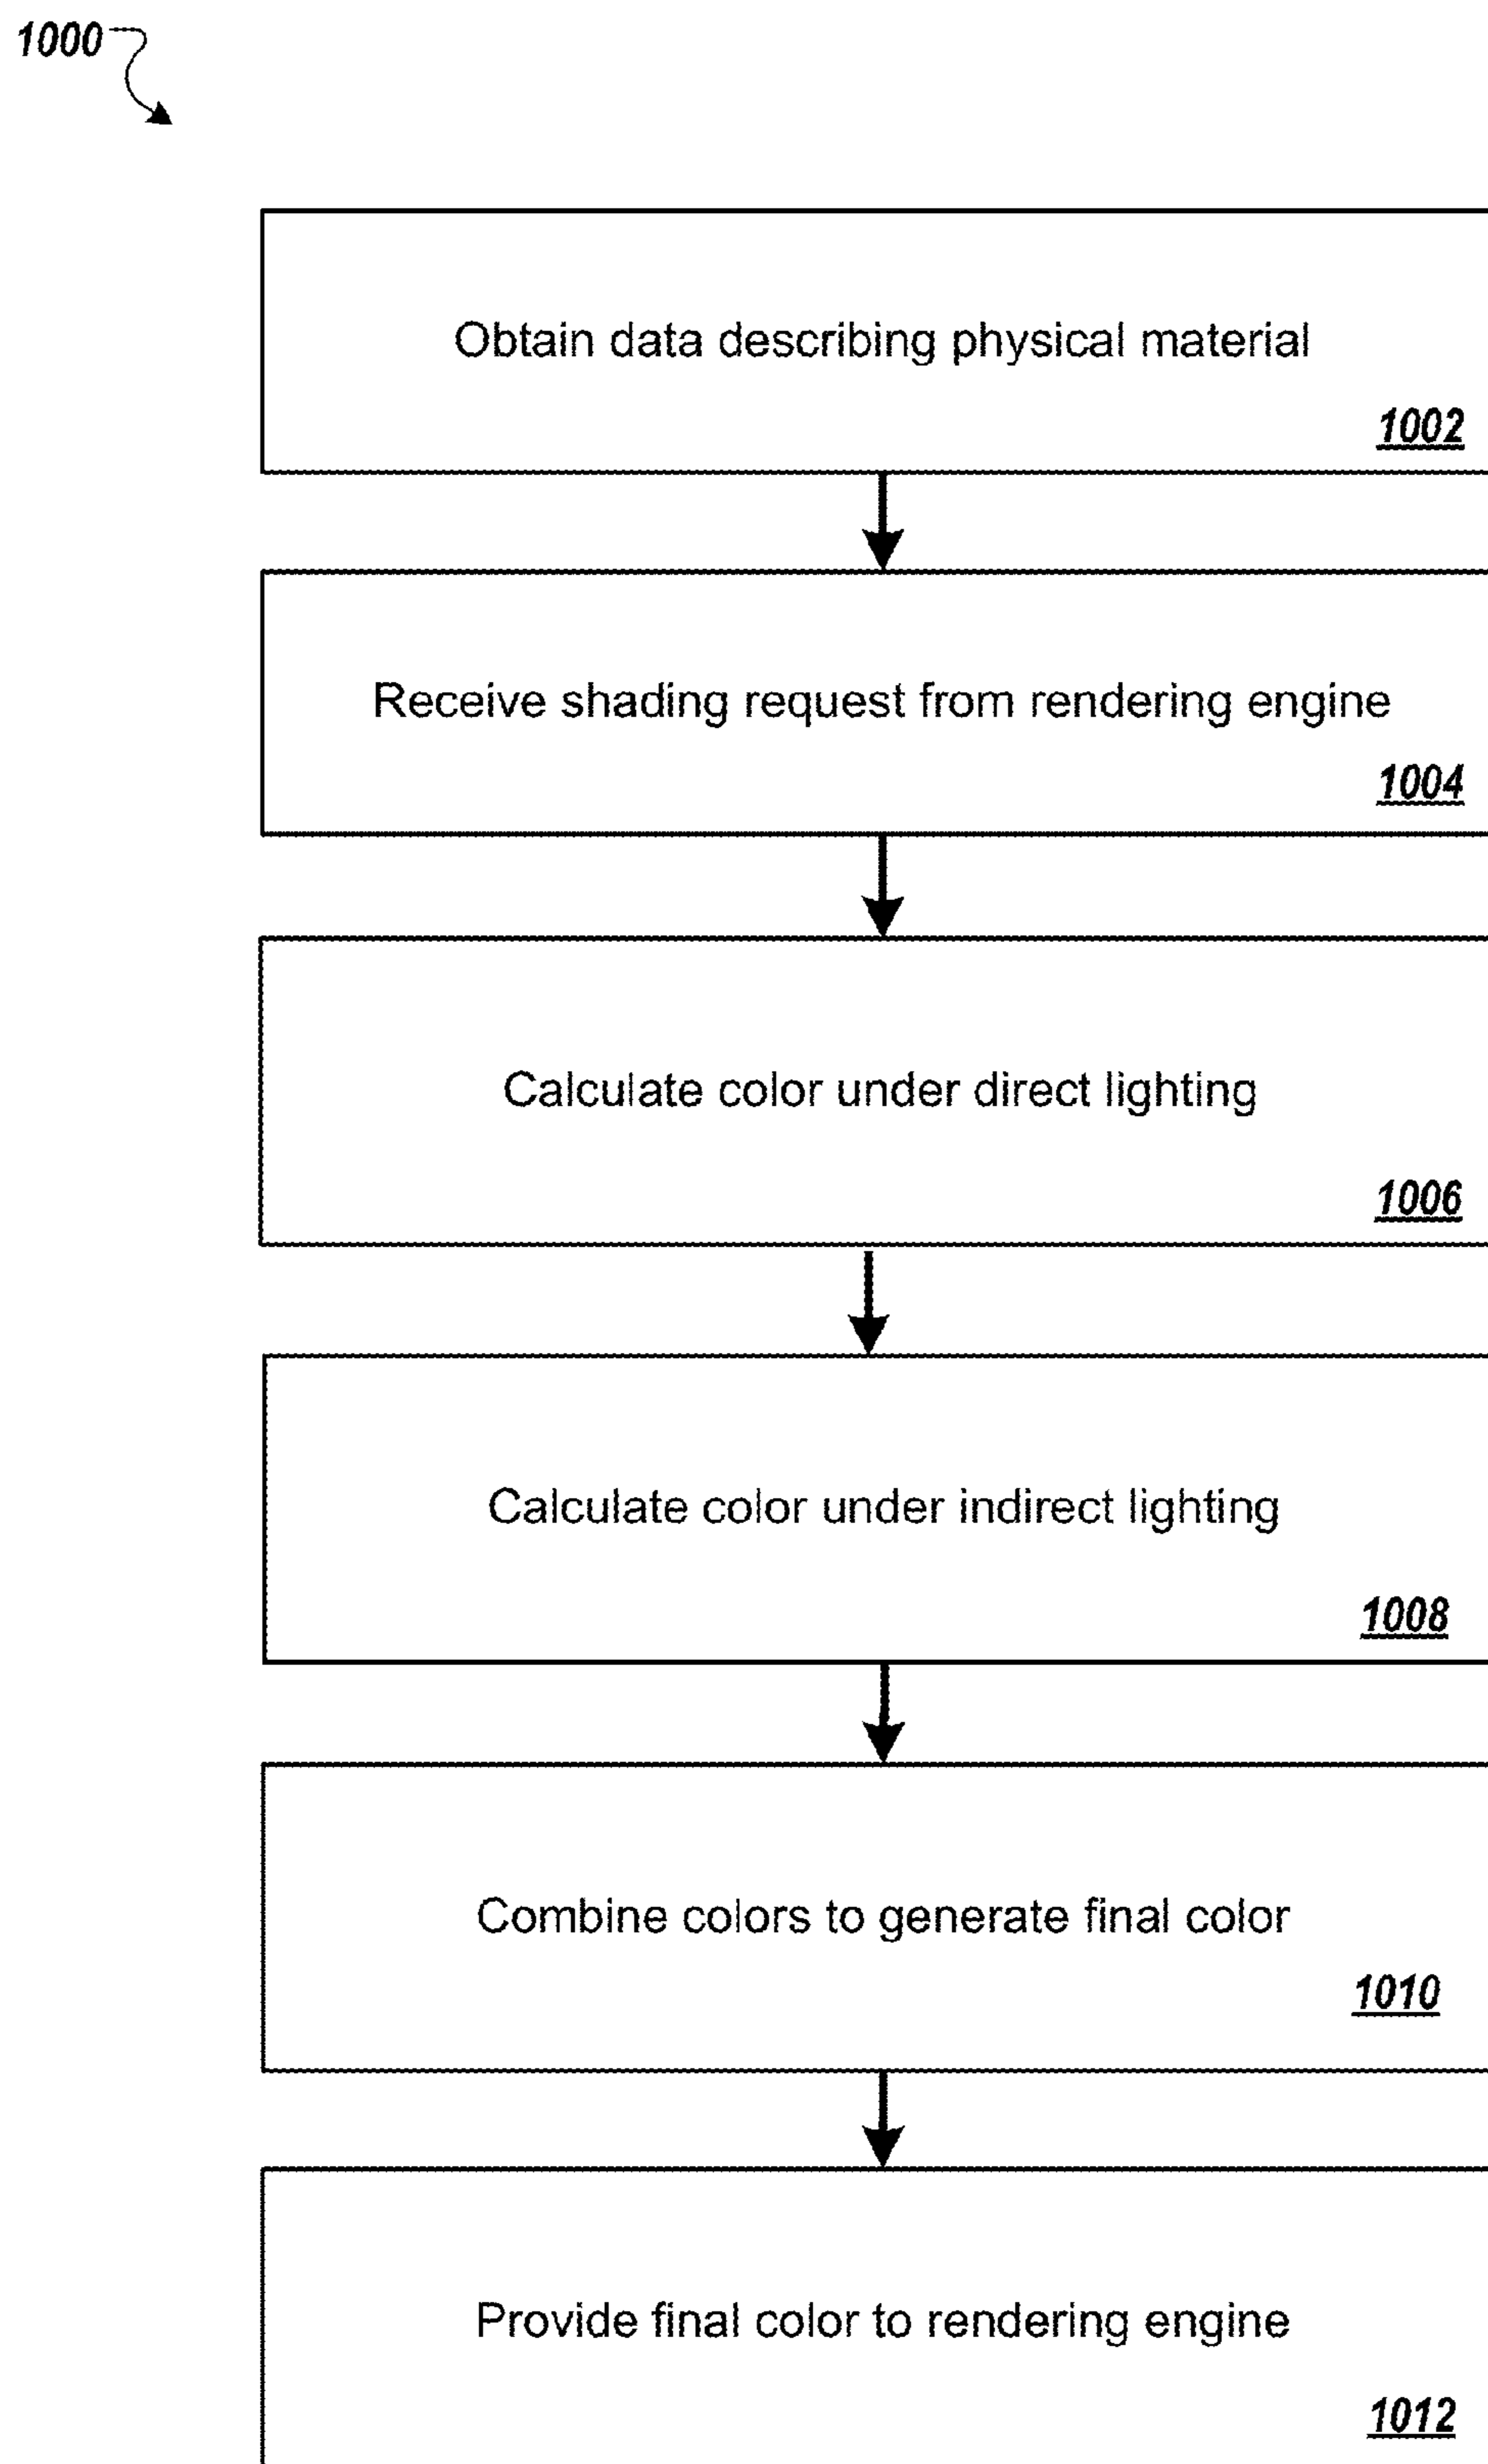 1000
Obtain data describing physical material
1002
Receive shading request from rendering engine
1004
Calculate color under direct lighting
1006
Calculate color under indirect lighting
1008
Combine colors to generate final color
1010
Provide final color to rendering engine
1012